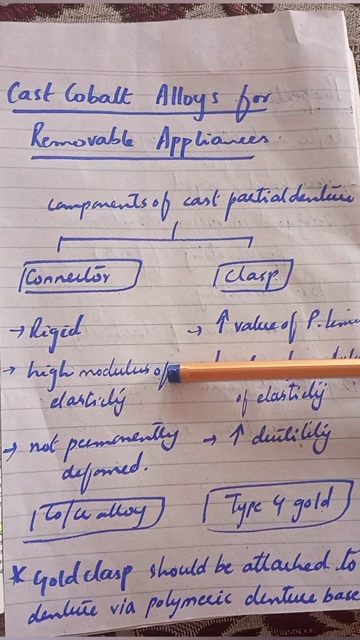 Cast Cobalt Alloys for
Removable Appliances
components of cast partial denture
Connector
Clasp
→ Rigid
→ ↑ value of P. limi
→ high modulus of
elasticity
of elasticity
→ not permanently
deformed.
→ ↑ ductility
Co/Cr alloy
Type 4 gold
* Gold clasp should be attached to
denture via polymeric denture base